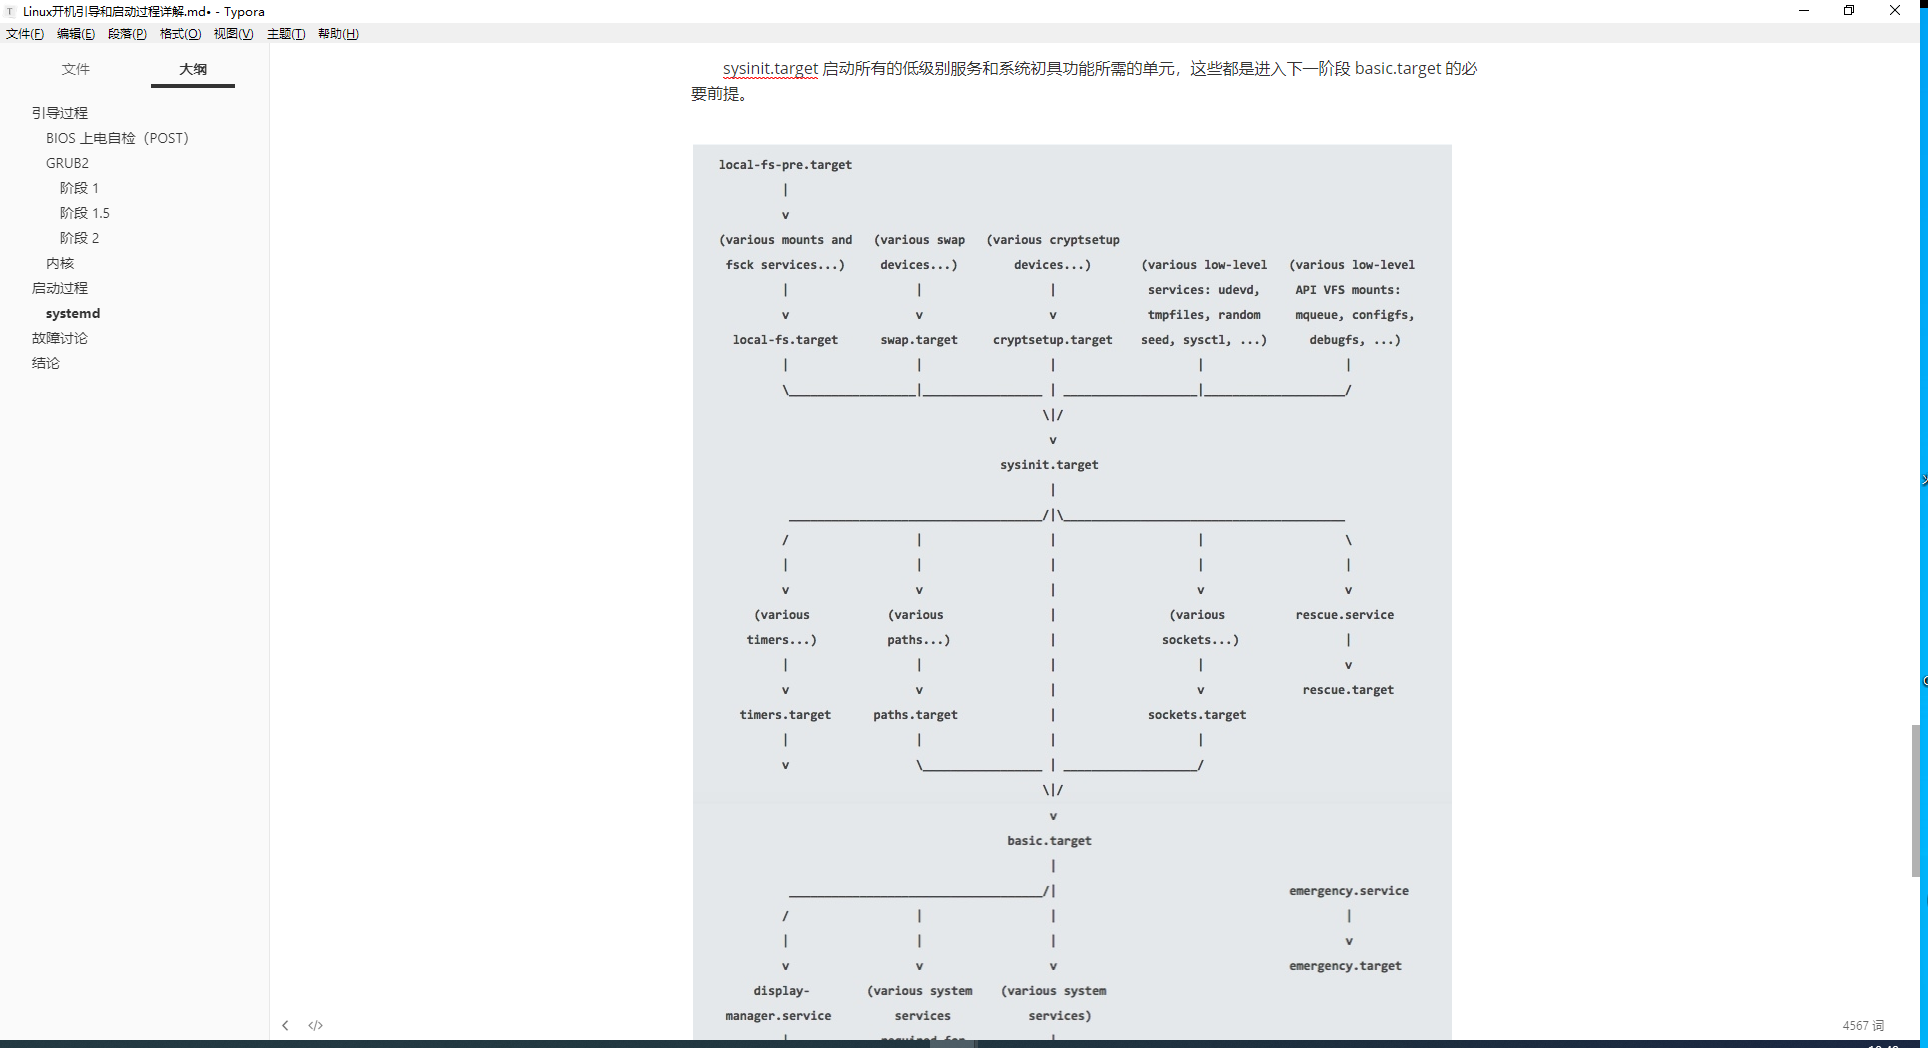 Linux开机引导和启动过程详解.md• - Typora
文件(F) 编辑(E) 段落(P) 格式(O) 视图(V) 主题(T) 帮助(H)
文件 大纲
引导过程
BIOS 上电自检（POST）
GRUB2
阶段 1
阶段 1.5
阶段 2
内核
启动过程
systemd
故障讨论
结论
sysinit.target 启动所有的低级别服务和系统初具功能所需的单元，这些都是进入下一阶段 basic.target 的必
要前提。
local-fs-pre.target
|
v
(various mounts and (various swap (various cryptsetup
fsck services...) devices...) devices...) (various low-level (various low-level
| | | services: udevd, API VFS mounts:
v v v tmpfiles, random mqueue, configfs,
local-fs.target swap.target cryptsetup.target seed, sysctl, ...) debugfs, ...)
| | | | |
\__________________|_________________ | ___________________|____________________/
\|/
v
sysinit.target
|
____________________________________/|\________________________________________
/ | | | \
| | | | |
v v | v v
(various (various | (various rescue.service
timers...) paths...) | sockets...) |
| | | | v
v v | v rescue.target
timers.target paths.target | sockets.target
| | | |
v \_________________ | ___________________/
\|/
v
basic.target
|
____________________________________/| emergency.service
/ | | |
| | | v
v v v emergency.target
display- (various system (various system
manager.service services services)
| required for |
4567 词